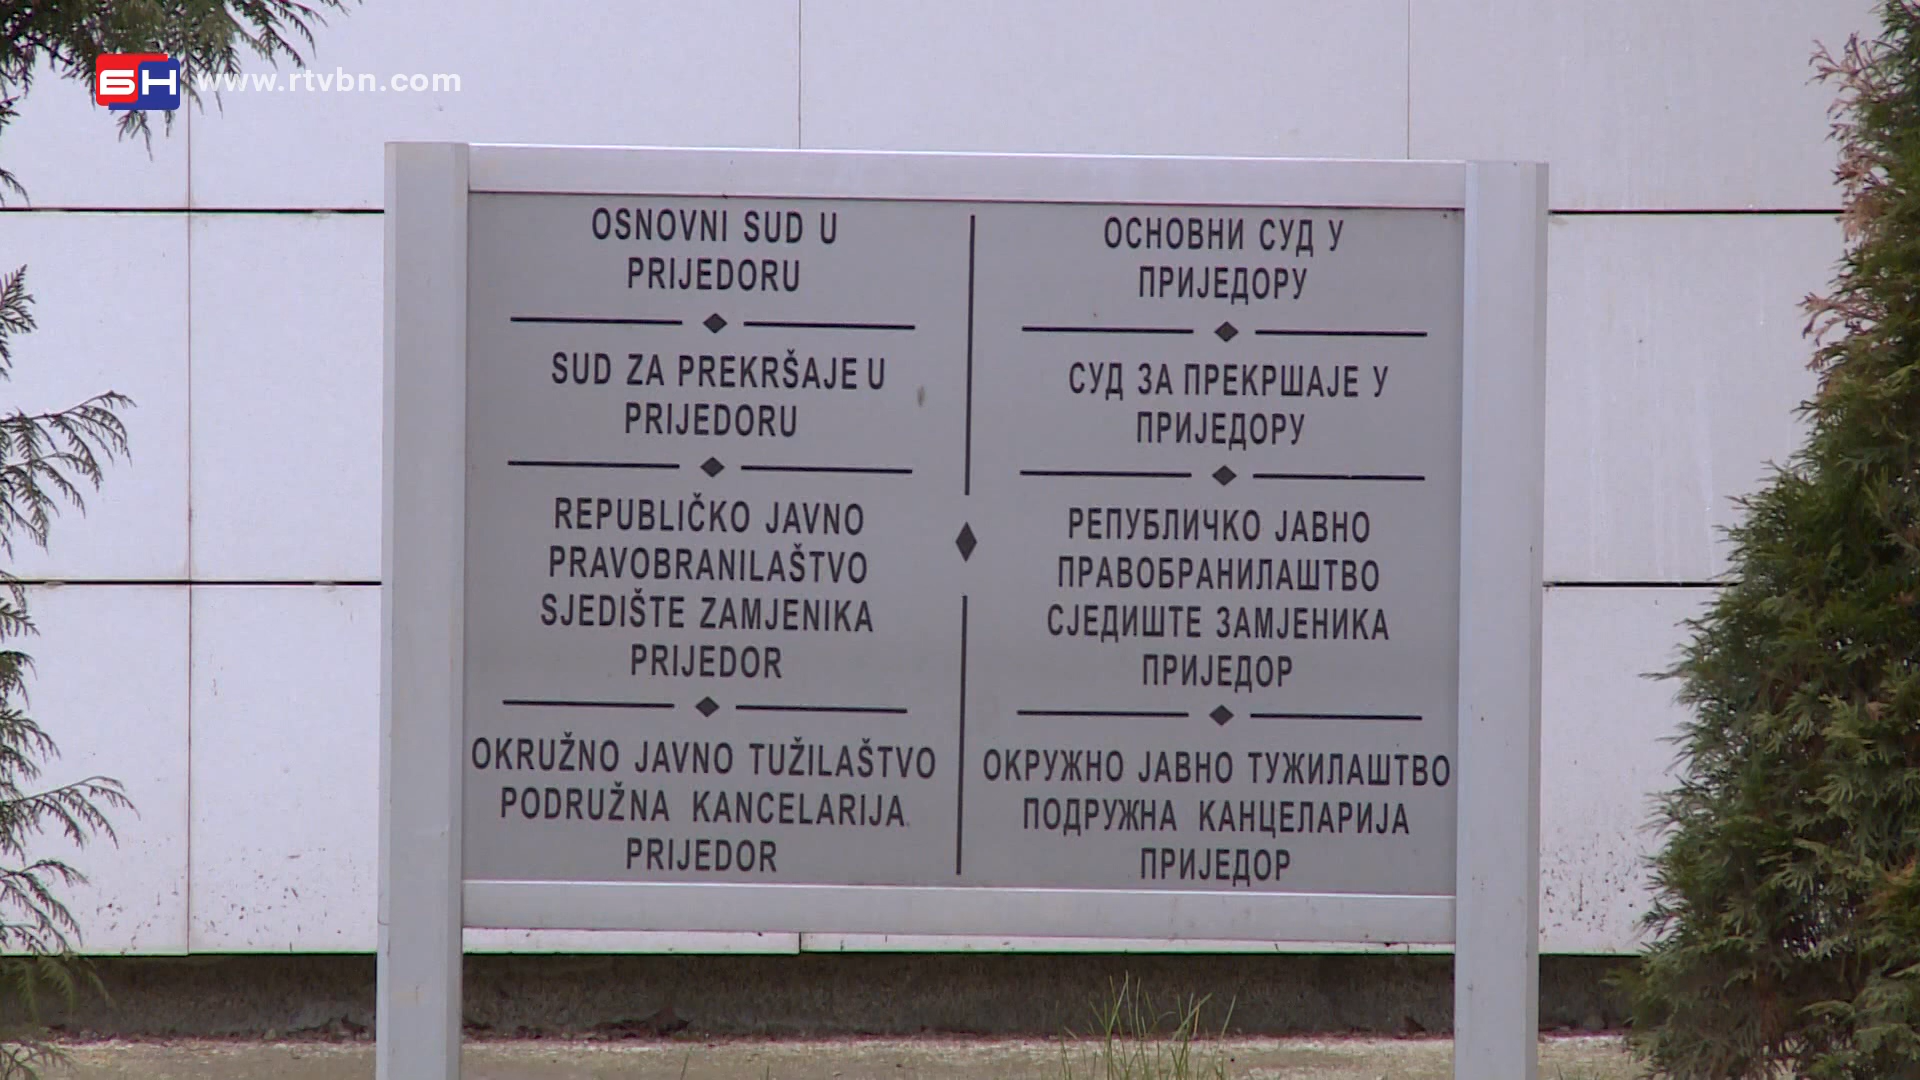 БН www.rtvbn.com
OSNOVNI SUD U
PRIJEDORU
SUD ZA PREKRŠAJE U
PRIJEDORU
REPUBLIČKO JAVNO
PRAVOBRANILAŠTVO
SJEDIŠTE ZAMJENIKA
PRIJEDOR
OKRUŽNO JAVNO TUŽILAŠTVO
PODRUŽNA KANCELARIJA
PRIJEDOR
ОСНОВНИ СУД У
ПРИЈЕДОРУ
СУД ЗА ПРЕКРШАЈЕ У
ПРИЈЕДОРУ
РЕПУБЛИЧКО ЈАВНО
ПРАВОБРАНИЛАШТВО
СЈЕДИШТЕ ЗАМЈЕНИКА
ПРИЈЕДОР
ОКРУЖНО ЈАВНО ТУЖИЛАШТВО
ПОДРУЖНА КАНЦЕЛАРИЈА
ПРИЈЕДОР